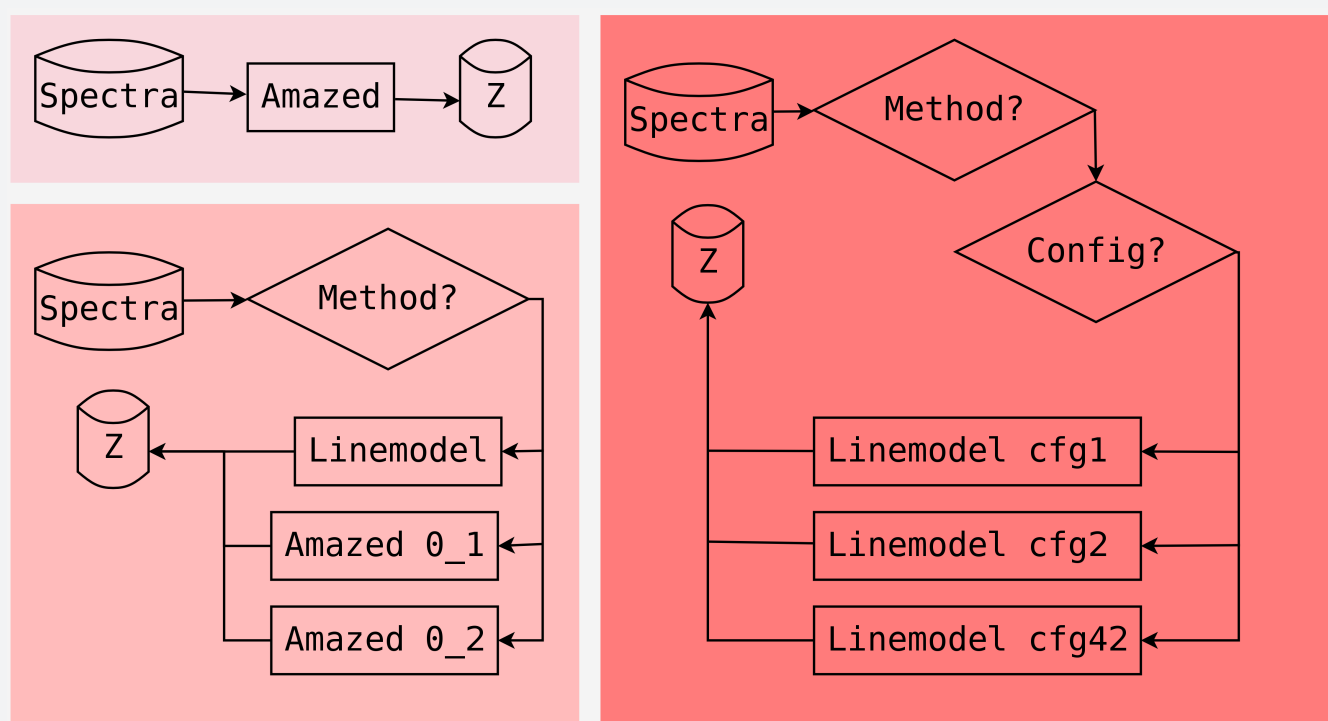 Spectra
Amazed
Z
Spectra
Method?
Z
Linemodel
Amazed 0_1
Amazed 0_2
Spectra
Method?
Config?
Z
Linemodel cfg1
Linemodel cfg2
Linemodel cfg42